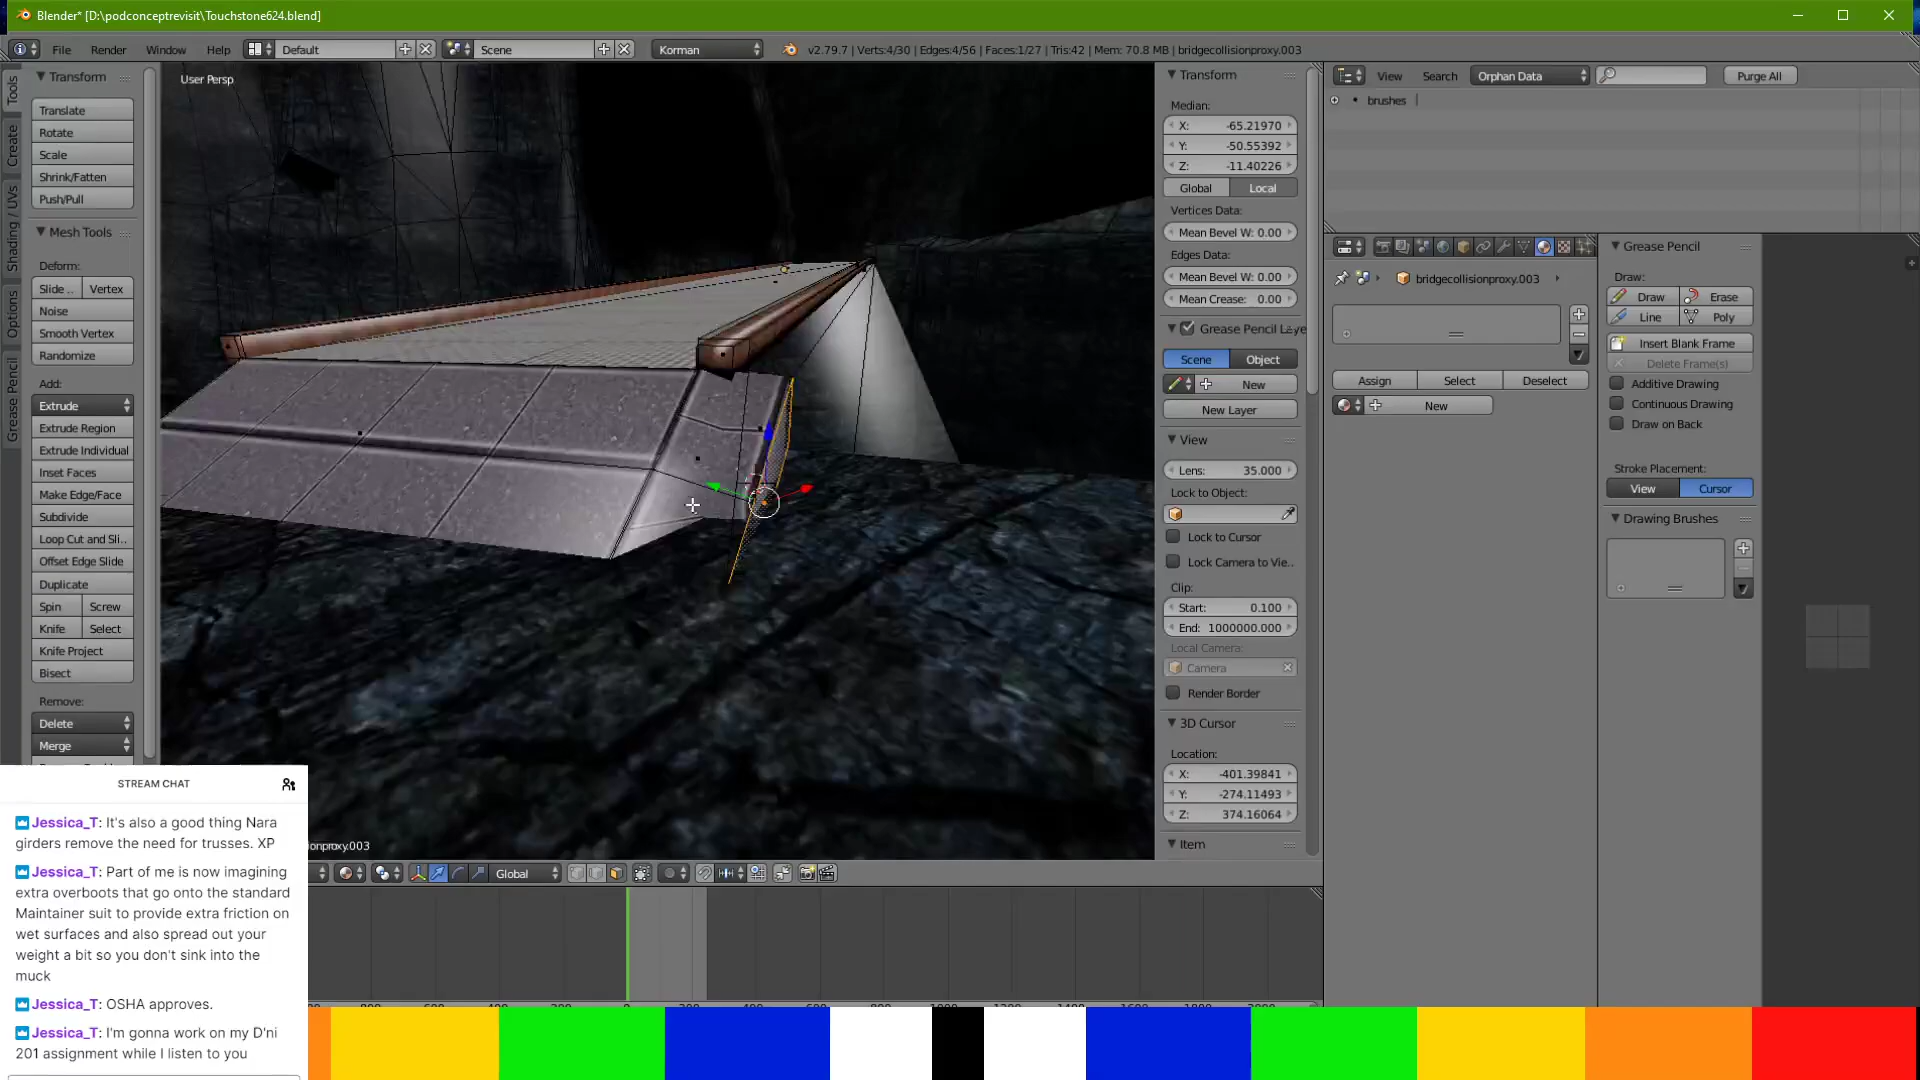 Blender* [D:\podconceptrevisit\Touchstone624.blend]
File Render Window Help Default Scene Korman v2.79.7 | Verts:4/30 | Edges:4/56 | Faces:1/27 | Tris:42 | Mem: 70.8 MB | bridgecollisionproxy.003
Tools
Create
Shading / UVs
Options
Grease Pencil
Transform
Translate
Rotate
Scale
Shrink/Fatten
Push/Pull
Mesh Tools
Deform:
Slide .. Vertex
Noise
Smooth Vertex
Randomize
Add:
Extrude
Extrude Region
Extrude Individual
Inset Faces
Make Edge/Face
Subdivide
Loop Cut and Sli..
Offset Edge Slide
Duplicate
Spin Screw
Knife Select
Knife Project
Bisect
Remove:
Delete
Merge
User Persp
onproxy.003
Global
Transform
Median:
X: -65.21970
Y: -50.55392
Z: -11.40226
Global Local
Vertices Data:
Mean Bevel W: 0.00
Edges Data:
Mean Bevel W: 0.00
Mean Crease: 0.00
Grease Pencil Laye
Scene Object
New
New Layer
View
Lens: 35.000
Lock to Object:
Lock to Cursor
Lock Camera to Vie..
Clip:
Start: 0.100
End: 1000000.000
Local Camera:
Camera
Render Border
3D Cursor
Location:
X: -401.39841
Y: -274.11493
Z: 374.16064
Item
View Search Orphan Data Purge All
brushes
bridgecollisionproxy.003
Assign Select Deselect
New
Grease Pencil
Draw:
Draw Erase
Line Poly
Insert Blank Frame
Delete Frame(s)
Additive Drawing
Continuous Drawing
Draw on Back
Stroke Placement:
View Cursor
Drawing Brushes
STREAM CHAT
Jessica_T: It's also a good thing Nara
girders remove the need for trusses. XP
Jessica_T: Part of me is now imagining
extra overboots that go onto the standard
Maintainer suit to provide extra friction on
wet surfaces and also spread out your
weight a bit so you don't sink into the
muck
Jessica_T: OSHA approves.
Jessica_T: I'm gonna work on my D'ni
201 assignment while I listen to you